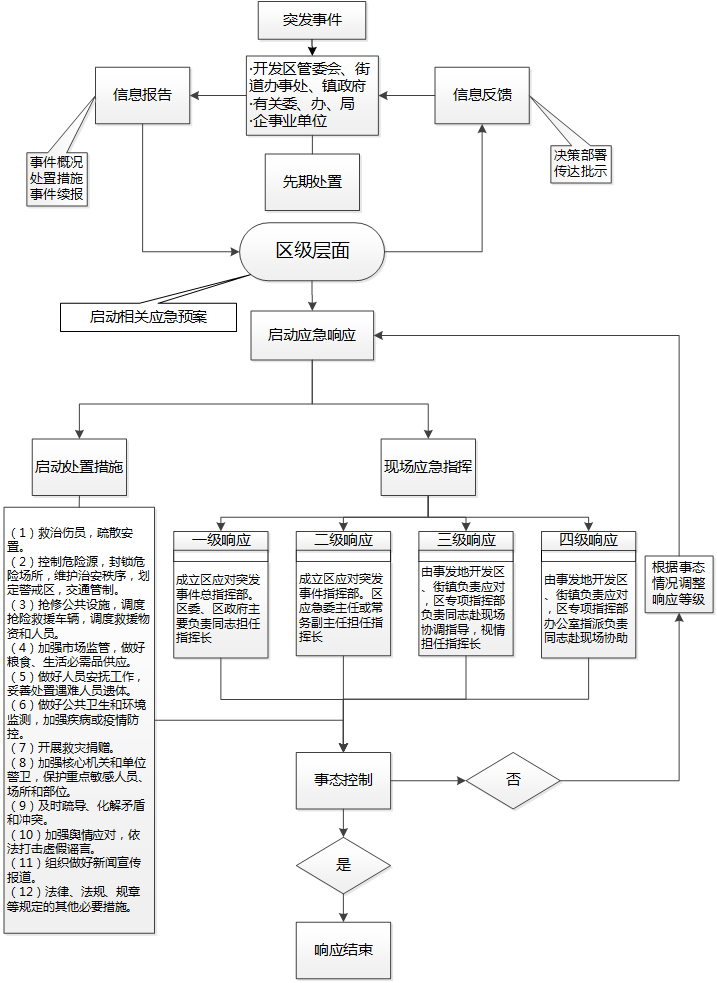 突发事件
·开发区管委会、街
道办事处、镇政府
·有关委、办、局
·企事业单位
信息报告
信息反馈
事件概况
处置措施
事件续报
决策部署
传达批示
先期处置
区级层面
启动相关应急预案
启动应急响应
启动处置措施
现场应急指挥
（1）救治伤员，疏散安
置。
（2）控制危险源，封锁危
险场所，维护治安秩序，划
定警戒区，交通管制。
（3）抢修公共设施，调度
抢险救援车辆，调度救援物
资和人员。
（4）加强市场监管，做好
粮食、生活必需品供应。
（5）做好人员安抚工作，
妥善处置遇难人员遗体。
（6）做好公共卫生和环境
监测，加强疾病或疫情防
控。
（7）开展救灾捐赠。
（8）加强核心机关和单位
警卫，保护重点敏感人员、
场所和部位。
（9）及时疏导、化解矛盾
和冲突。
（10）加强舆情应对，依
法打击虚假谣言。
（11）组织做好新闻宣传
报道。
（12）法律、法规、规章
等规定的其他必要措施。
一级响应
成立区应对突发
事件总指挥部。
区委、区政府主
要负责同志担任
指挥长
二级响应
成立区应对突发
事件指挥部。区
应急委主任或常
务副主任担任指
挥长
三级响应
由事发地开发区
、街镇负责应对
，区专项指挥部
负责同志赴现场
协调指导，视情
担任指挥长
四级响应
由事发地开发区
、街镇负责应对
，区专项指挥部
办公室指派负责
同志赴现场协助
根据事态
情况调整
响应等级
事态控制
否
是
响应结束